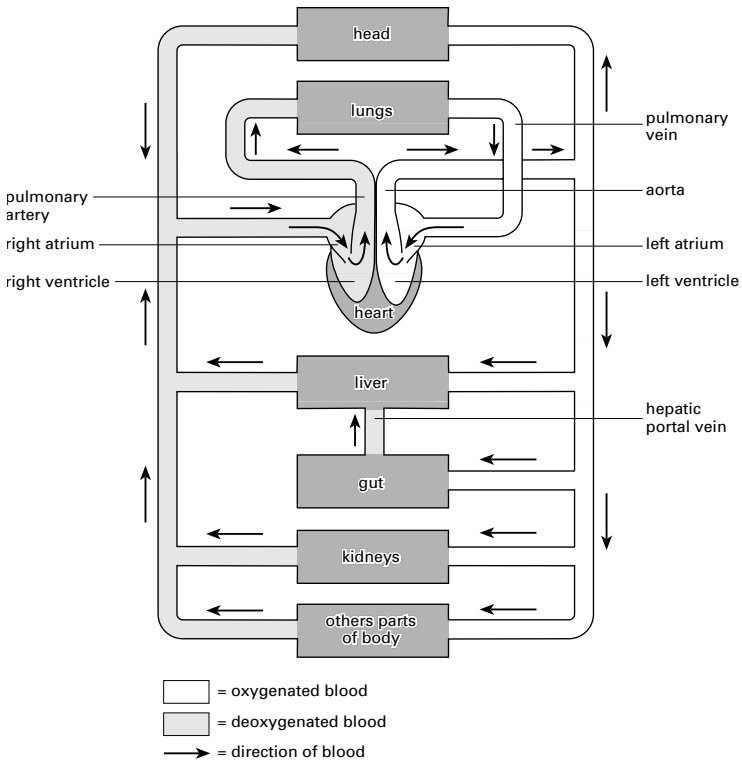 head
lungs
pulmonary
vein
aorta
pulmonary
artery
right atrium
left atrium
right ventricle
left ventricle
heart
liver
hepatic
portal vein
gut
kidneys
others parts
of body
= oxygenated blood
= deoxygenated blood
= direction of blood